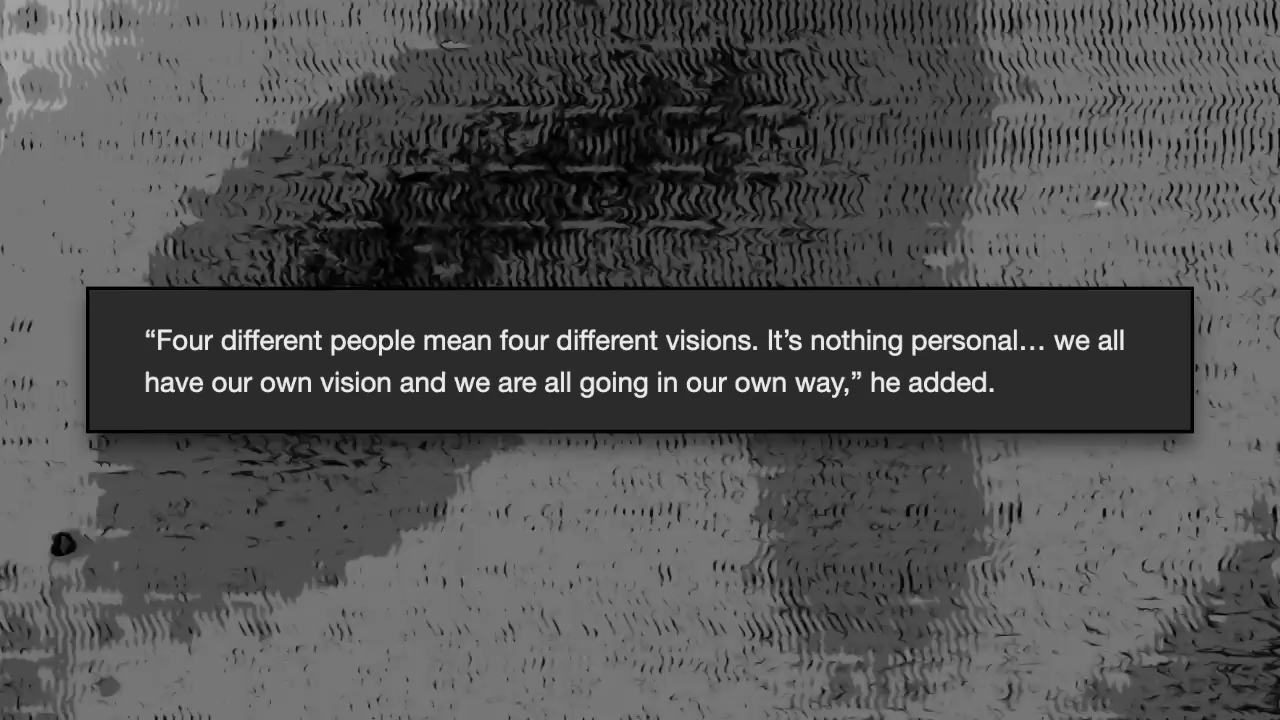 “Four different people mean four different visions. It’s nothing personal… we all
have our own vision and we are all going in our own way,” he added.